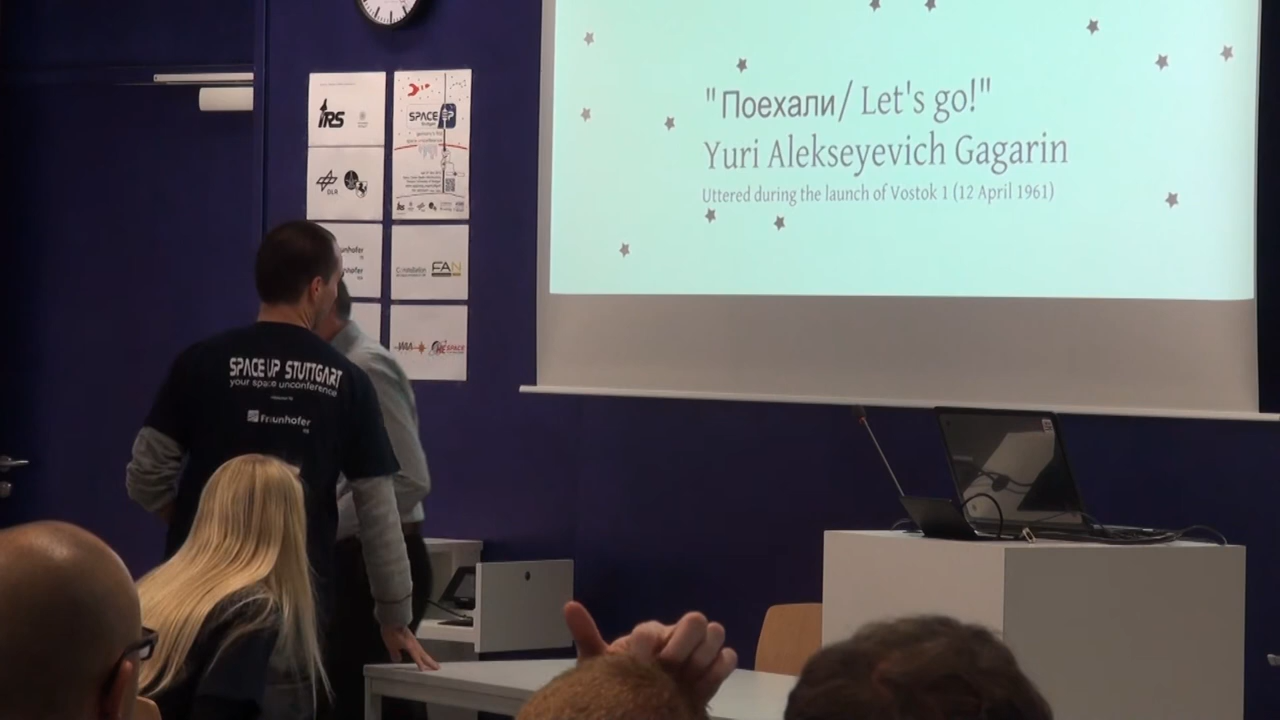 "Поехали/ Let's go!"
Yuri Alekseyevich Gagarin
Uttered during the launch of Vostok 1 (12 April 1961)
IRS
SPACE UP
DLR
FAN
SPACE UP STUTTGART
your space unconference
Fraunhofer